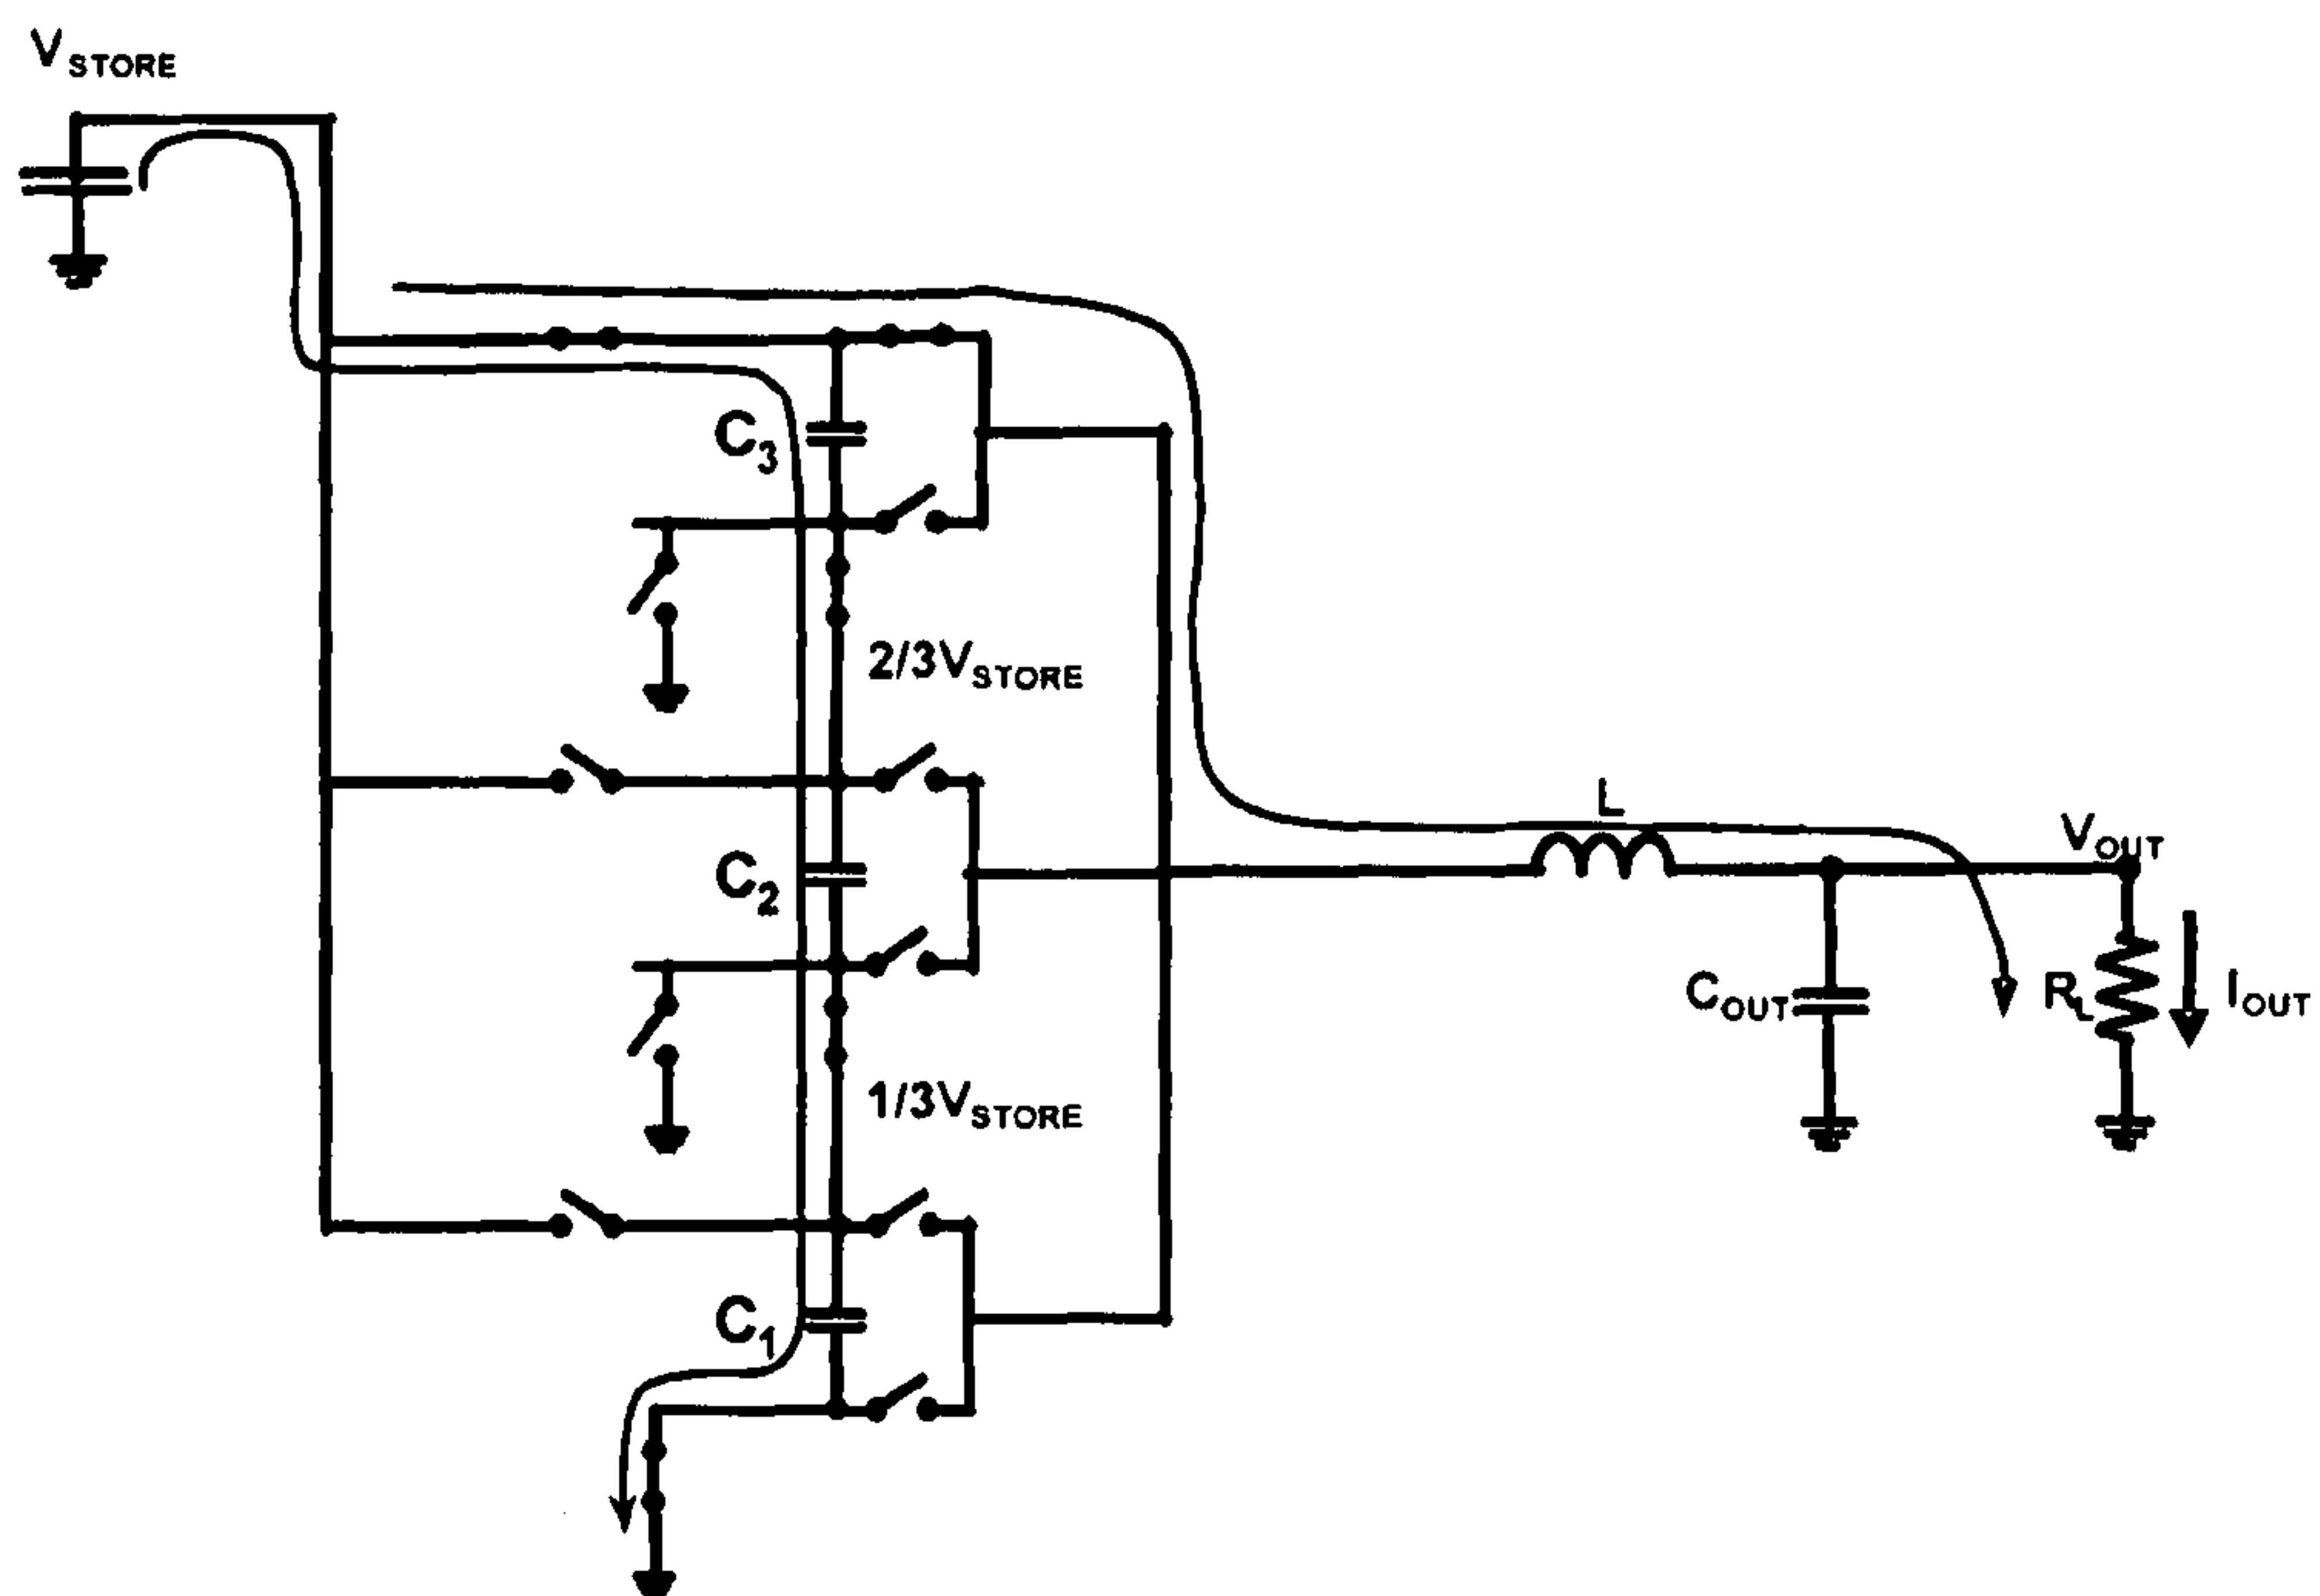 VSTORE
C3
2/3VSTORE
C2
L
VOUT
COUT
RL
IOUT
1/3VSTORE
C1